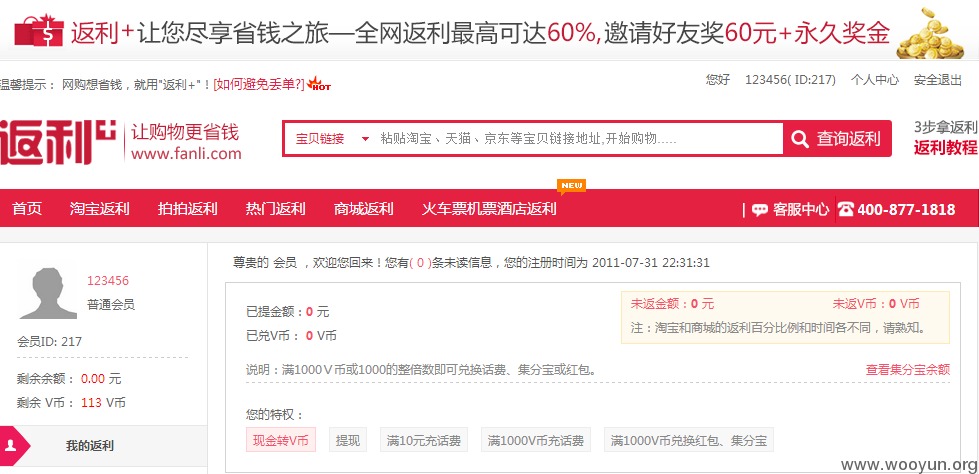 返利+让您尽享省钱之旅—全网返利最高可达60%,邀请好友奖60元+永久奖金
温馨提示： 网购想省钱，就用"返利+"！[如何避免丢单?] HOT
您好 123456( ID:217) 个人中心 安全退出
返利+ 让购物更省钱
www.fanli.com
宝贝链接 粘贴淘宝、天猫、京东等宝贝链接地址,开始购物..... 查询返利
3步拿返利
返利教程
NEW
首页 淘宝返利 拍拍返利 热门返利 商城返利 火车票机票酒店返利 | 客服中心 400-877-1818
尊贵的 会员 ，欢迎您回来！您有( 0 )条未读信息，您的注册时间为 2011-07-31 22:31:31
123456
普通会员
会员ID: 217
剩余余额： 0.00 元
剩余 V币： 113 V币
我的返利
已提金额：0 元
已兑V币： 0 V币
未返金额：0 元 未返V币：0 V币
注：淘宝和商城的返利百分比例和时间各不同，请熟知。
说明：满1000Ｖ币或1000的整倍数即可兑换话费、集分宝或红包。 查看集分宝余额
您的特权：
现金转V币 提现 满10元充话费 满1000V币充话费 满1000V币兑换红包、集分宝
www.wooyun.org